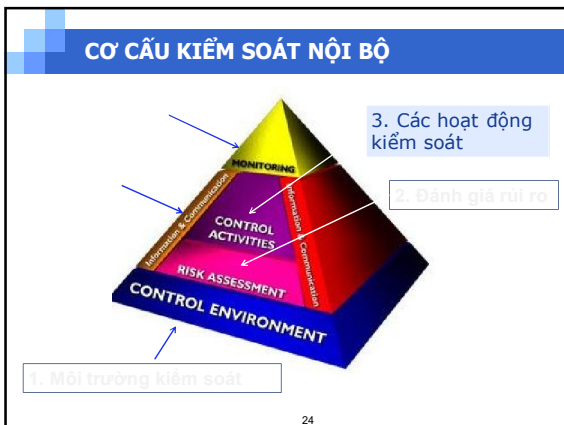 CƠ CẤU KIỂM SOÁT NỘI BỘ
3. Các hoạt động
kiểm soát
MONITORING
2. Đánh giá rủi ro
Information & Communication
CONTROL
ACTIVITIES
Information & Communication
RISK ASSESSMENT
CONTROL ENVIRONMENT
1. Môi trường kiểm soát
24